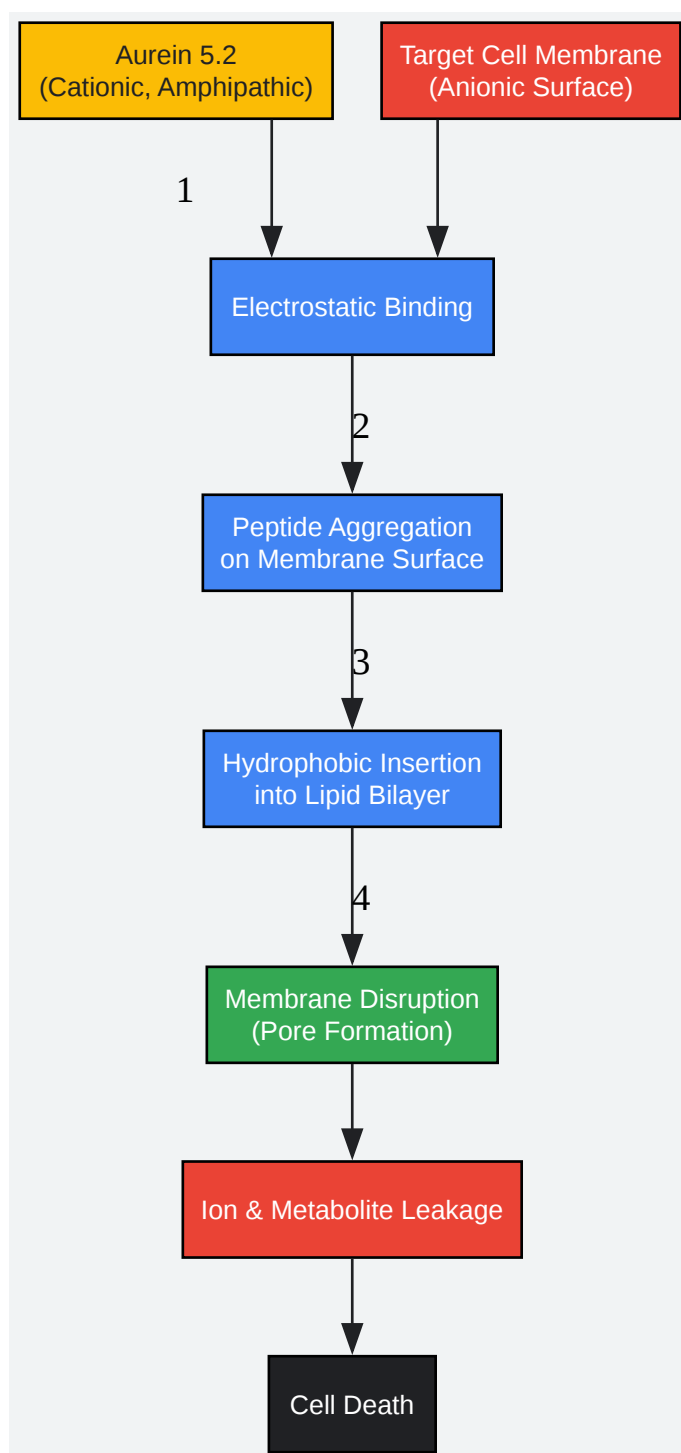 Aurein 5.2
(Cationic, Amphipathic)
Target Cell Membrane
(Anionic Surface)
1
Electrostatic Binding
2
Peptide Aggregation
on Membrane Surface
3
Hydrophobic Insertion
into Lipid Bilayer
4
Membrane Disruption
(Pore Formation)
Ion & Metabolite Leakage
Cell Death